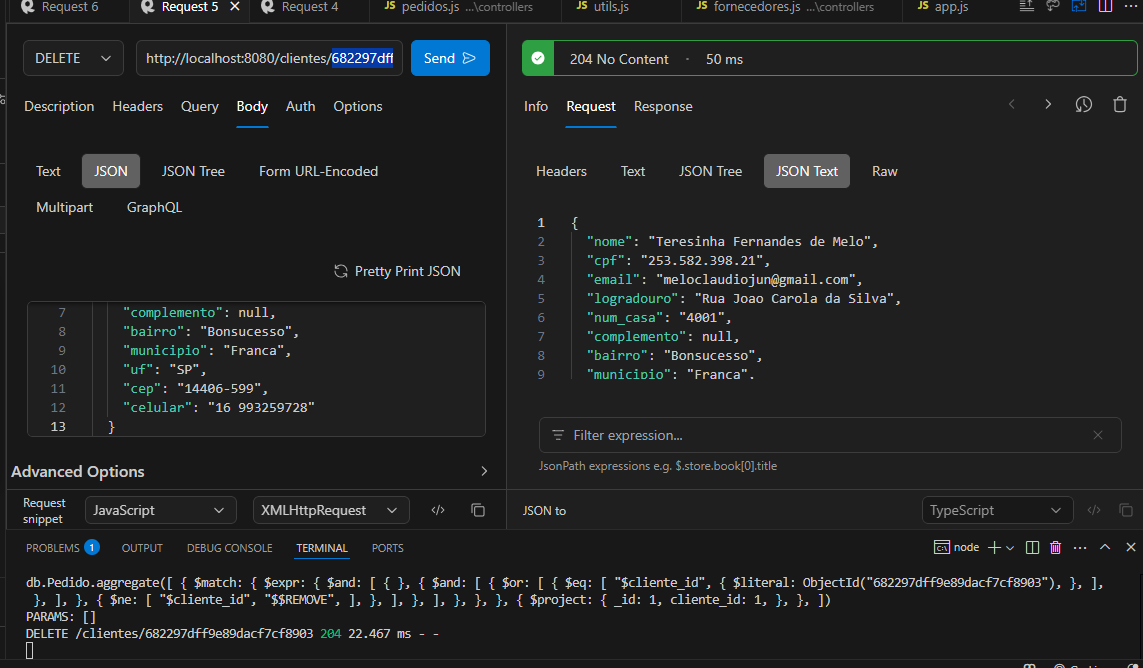 Request 6 Request 5 Request 4 JS pedidos.js ...\controllers JS utils.js JS fornecedores.js ...\controllers JS app.js
DELETE http://localhost:8080/clientes/682297dff Send
204 No Content · 50 ms
Description Headers Query Body Auth Options
Info Request Response
Text JSON JSON Tree Form URL-Encoded
Multipart GraphQL
Headers Text JSON Tree JSON Text Raw
Pretty Print JSON
7 "complemento": null,
8 "bairro": "Bonsucesso",
9 "municipio": "Franca",
10 "uf": "SP",
11 "cep": "14406-599",
12 "celular": "16 993259728"
13 }
1 {
2 "nome": "Teresinha Fernandes de Melo",
3 "cpf": "253.582.398.21",
4 "email": "meloclaudiojun@gmail.com",
5 "logradouro": "Rua Joao Carola da Silva",
6 "num_casa": "4001",
7 "complemento": null,
8 "bairro": "Bonsucesso",
9 "municipio": "Franca",
Filter expression...
JsonPath expressions e.g. $.store.book[0].title
Advanced Options
Request
snippet
JavaScript XMLHttpRequest
JSON to TypeScript
PROBLEMS 1 OUTPUT DEBUG CONSOLE TERMINAL PORTS node
db.Pedido.aggregate([ { $match: { $expr: { $and: [ { }, { $and: [ { $or: [ { $eq: [ "$cliente_id", { $literal: ObjectId("682297dff9e89dacf7cf8903"), }, ],
}, ], }, { $ne: [ "$cliente_id", "$$REMOVE", ], }, ], }, ], }, }, }, { $project: { _id: 1, cliente_id: 1, }, }, ])
PARAMS: []
DELETE /clientes/682297dff9e89dacf7cf8903 204 22.467 ms - -